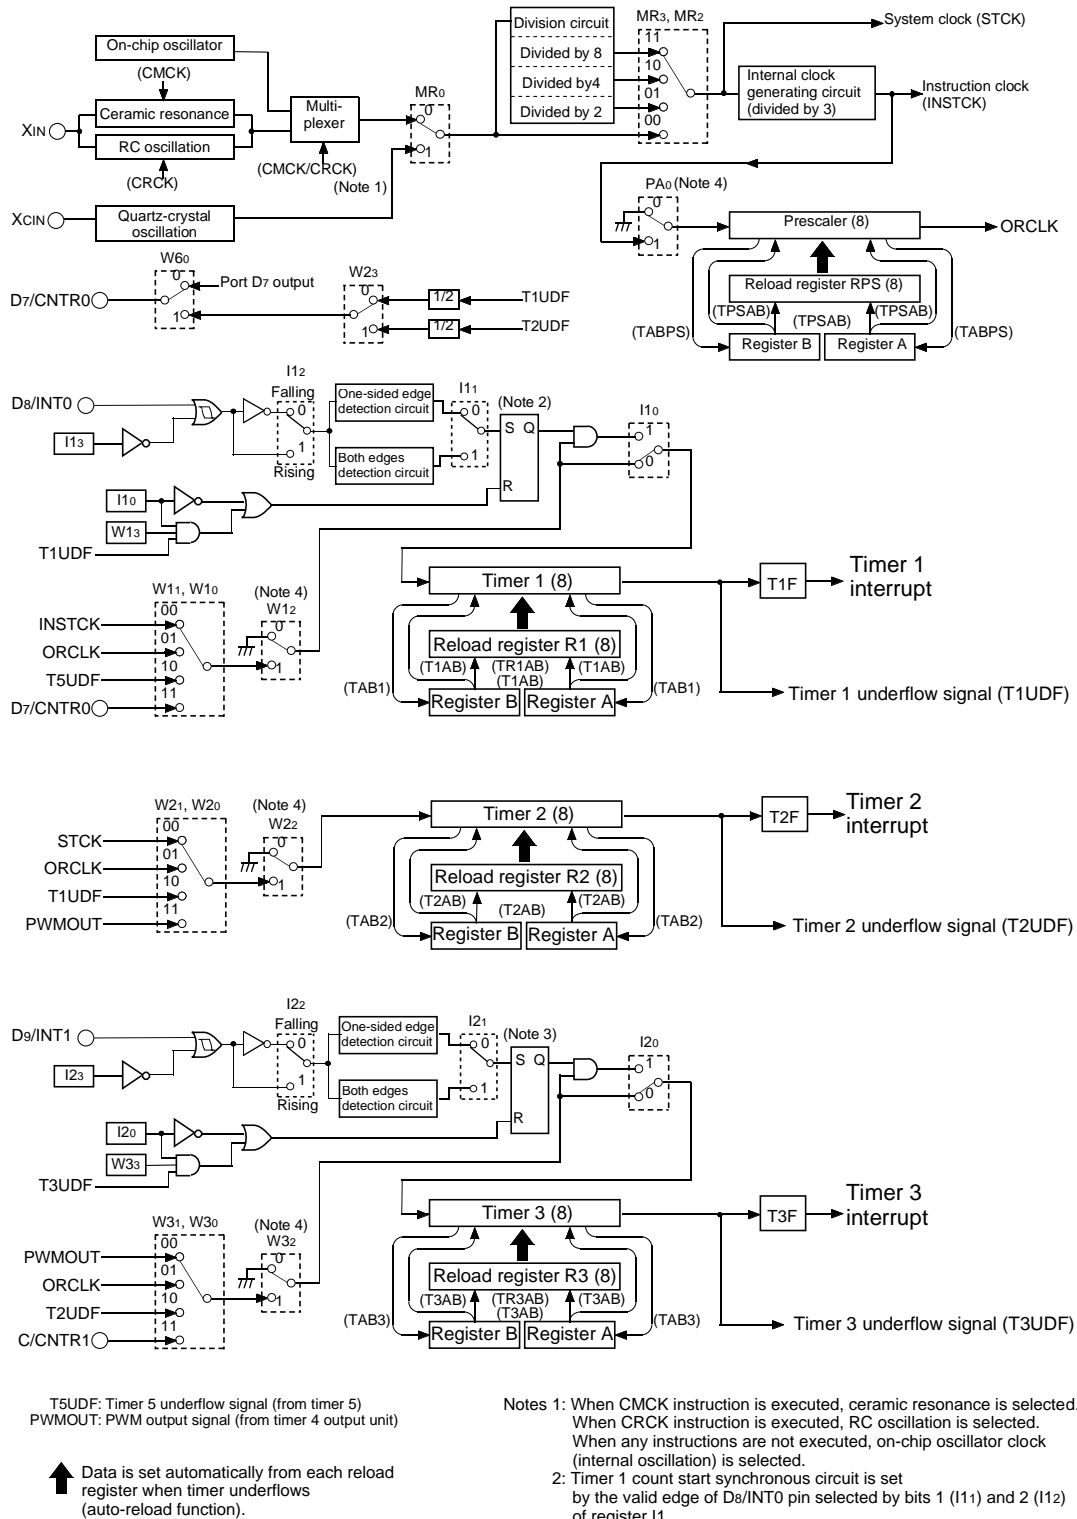 Division circuit
MR3, MR2
System clock (STCK)
On-chip oscillator
11
Divided by 8
(CMCK)
10
Internal clock
generating circuit
(divided by 3)
Instruction clock
(INSTCK)
Divided by4
Multi-
plexer
MR0
01
Ceramic resonance
0
Divided by 2
00
XIN
RC oscillation
1
(CRCK)
(CMCK/CRCK)
(Note 1)
PA0 (Note 4)
0
XCIN
Quartz-crystal
oscillation
Prescaler (8)
ORCLK
1
W60
0
Port D7 output
W23
Reload register RPS (8)
D7/CNTR0
0
1/2
T1UDF
(TPSAB)
(TPSAB)
(TPSAB)
1
1
1/2
T2UDF
(TABPS)
Register B
Register A
(TABPS)
I12
Falling
One-sided edge
detection circuit
I11
(Note 2)
D8/INT0
0
0
I10
S Q
1
I13
1
Both edges
detection circuit
1
0
Rising
R
I10
W13
T1UDF
Timer 1 (8)
T1F
Timer 1
interrupt
W11, W10
(Note 4)
W12
00
INSTCK
0
01
Reload register R1 (8)
ORCLK
10
1
(T1AB)
(TR1AB)
(T1AB)
(T1AB)
T5UDF
(TAB1)
(TAB1)
11
Register B
Register A
Timer 1 underflow signal (T1UDF)
D7/CNTR0
W21, W20
(Note 4)
W22
Timer 2 (8)
T2F
Timer 2
interrupt
00
STCK
0
01
ORCLK
Reload register R2 (8)
10
1
T1UDF
(T2AB)
(T2AB)
(T2AB)
11
(TAB2)
(TAB2)
PWMOUT
Register B
Register A
Timer 2 underflow signal (T2UDF)
I22
Falling
One-sided edge
detection circuit
I21
(Note 3)
D9/INT1
0
0
I20
S Q
1
I23
1
Both edges
detection circuit
1
0
Rising
R
I20
W33
T3UDF
Timer 3 (8)
T3F
Timer 3
interrupt
W31, W30
(Note 4)
W32
00
PWMOUT
0
01
Reload register R3 (8)
ORCLK
10
1
(T3AB)
(TR3AB)
(T3AB)
(T3AB)
T2UDF
(TAB3)
(TAB3)
11
Register B
Register A
Timer 3 underflow signal (T3UDF)
C/CNTR1
T5UDF: Timer 5 underflow signal (from timer 5)
PWMOUT: PWM output signal (from timer 4 output unit)
Data is set automatically from each reload
register when timer underflows
(auto-reload function).
Notes 1: When CMCK instruction is executed, ceramic resonance is selected.
When CRCK instruction is executed, RC oscillation is selected.
When any instructions are not executed, on-chip oscillator clock
(internal oscillation) is selected.
2: Timer 1 count start synchronous circuit is set
by the valid edge of D8/INT0 pin selected by bits 1 (I11) and 2 (I12)
of register I1.